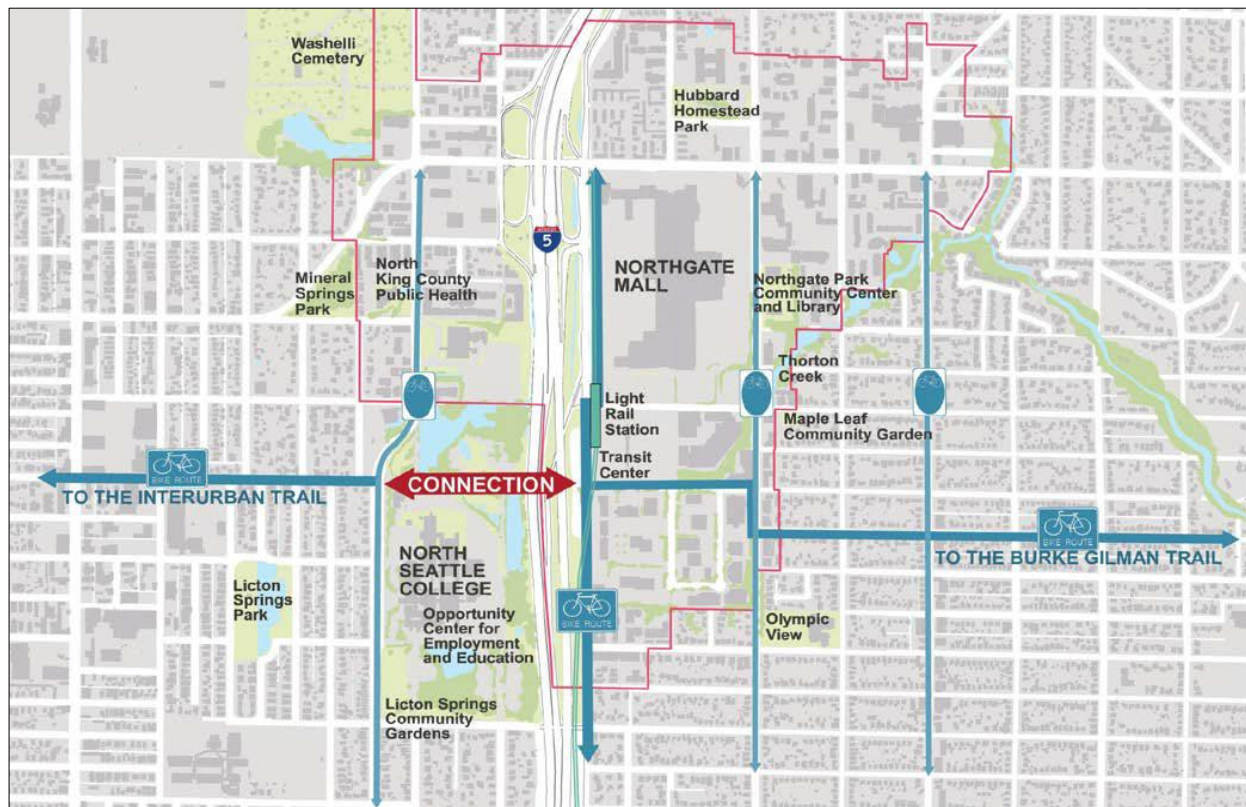 Washelli
Cemetery
Hubbard
Homestead
Park
INTERSTATE
5
Mineral
Springs
Park
North
King County
Public Health
NORTHGATE
MALL
Northgate Park
Community Center
and Library
Thorton
Creek
Light
Rail
Station
Maple Leaf
Community Garden
Transit
Center
BIKE ROUTE
TO THE INTERURBAN TRAIL
CONNECTION
BIKE ROUTE
TO THE BURKE GILMAN TRAIL
NORTH
SEATTLE
COLLEGE
Licton
Springs
Park
Opportunity
Center for
Employment
and Education
BIKE ROUTE
Olympic
View
Licton Springs
Community
Gardens